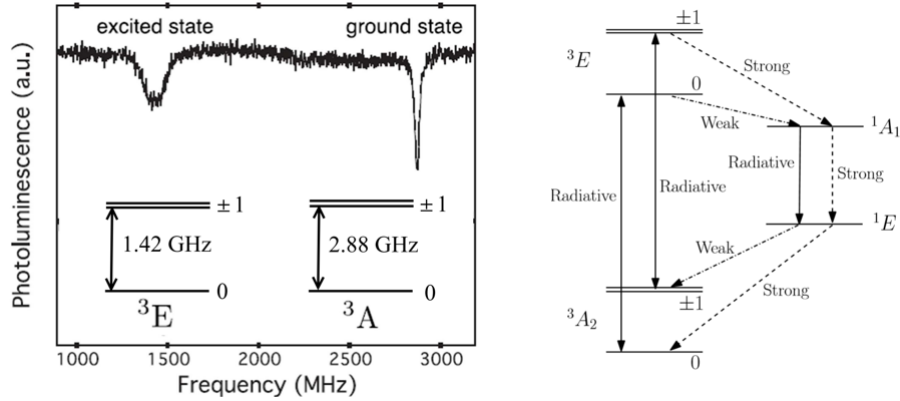 excited state
ground state
Photoluminescence (a.u.)
± 1
1.42 GHz
0
³E
± 1
2.88 GHz
0
³A
1000 1500 2000 2500 3000
Frequency (MHz)
±1
³E
0
Strong
Weak
¹A₁
Radiative
Radiative
Radiative
Strong
¹E
Weak
Strong
±1
³A₂
0